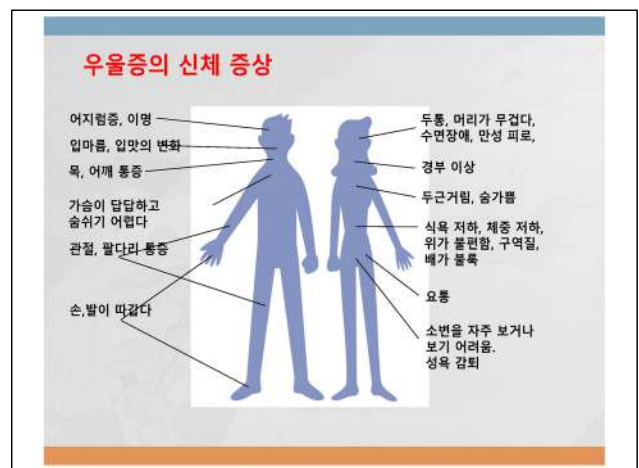 우울증의 신체 증상
어지럼증, 이명
입마름, 입맛의 변화
목, 어깨 통증
가슴이 답답하고
숨쉬기 어렵다
관절, 팔다리 통증
손,발이 따갑다
두통, 머리가 무겁다,
수면장애, 만성 피로,
경부 이상
두근거림, 숨가쁨
식욕 저하, 체중 저하,
위가 불편함, 구역질,
배가 불룩
요통
소변을 자주 보거나
보기 어려움.
성욕 감퇴